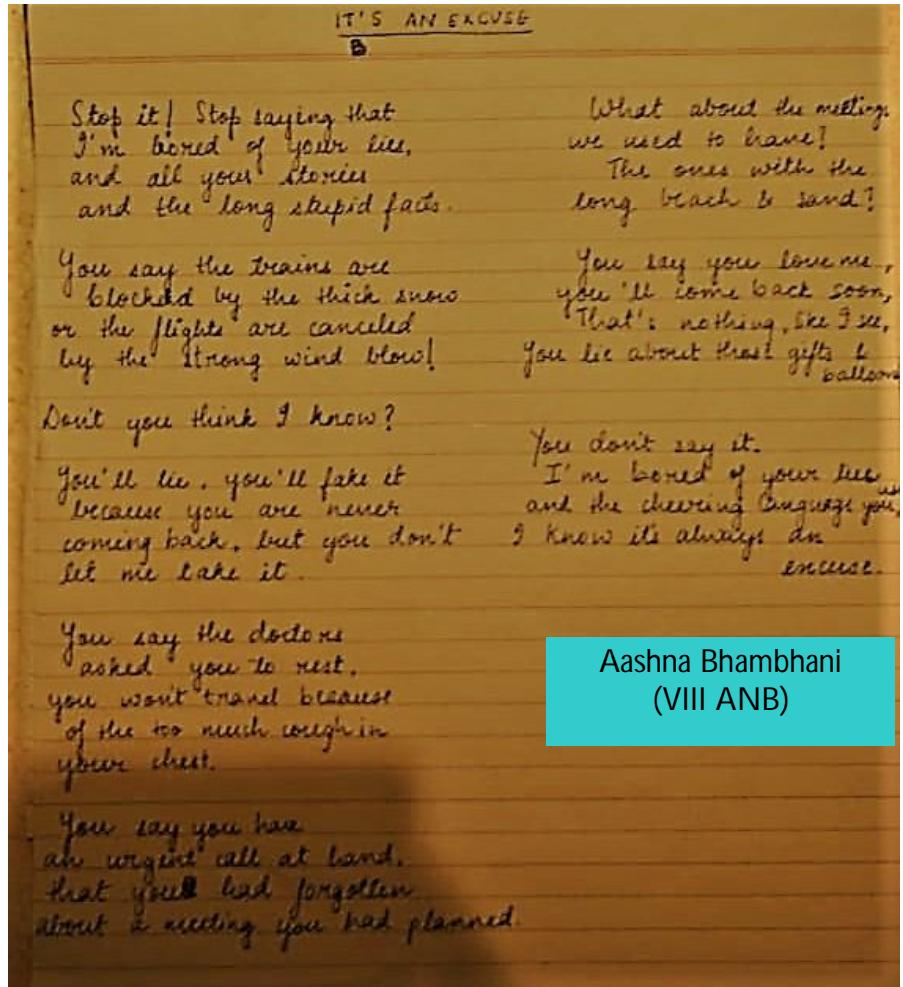 IT'S AN EXCUSE
B
Stop it! Stop saying that
I'm bored of your lies,
and all your stories
and the long stupid facts.
You say the trains are
blocked by the thick snow
or the flights are canceled
by the strong wind blow!
Don't you think I know?
You'll lie, you'll fake it
because you are never
coming back, but you don't
let me take it.
You say the doctors
asked you to rest,
you won't travel because
of the too much cough in
your chest.
You say you have
an urgent call at hand,
that you had forgotten
about a meeting you had planned.
What about the meetings
we used to have?
The ones with the
long beach & sand?
You say you love me,
you'll come back soon,
That's nothing, I see,
You lie about those gifts &
balloons
You don't say it.
I'm bored of your lies
and the cheering language you use
I know it's always an
excuse.
Aashna Bhambhani
(VIII ANB)